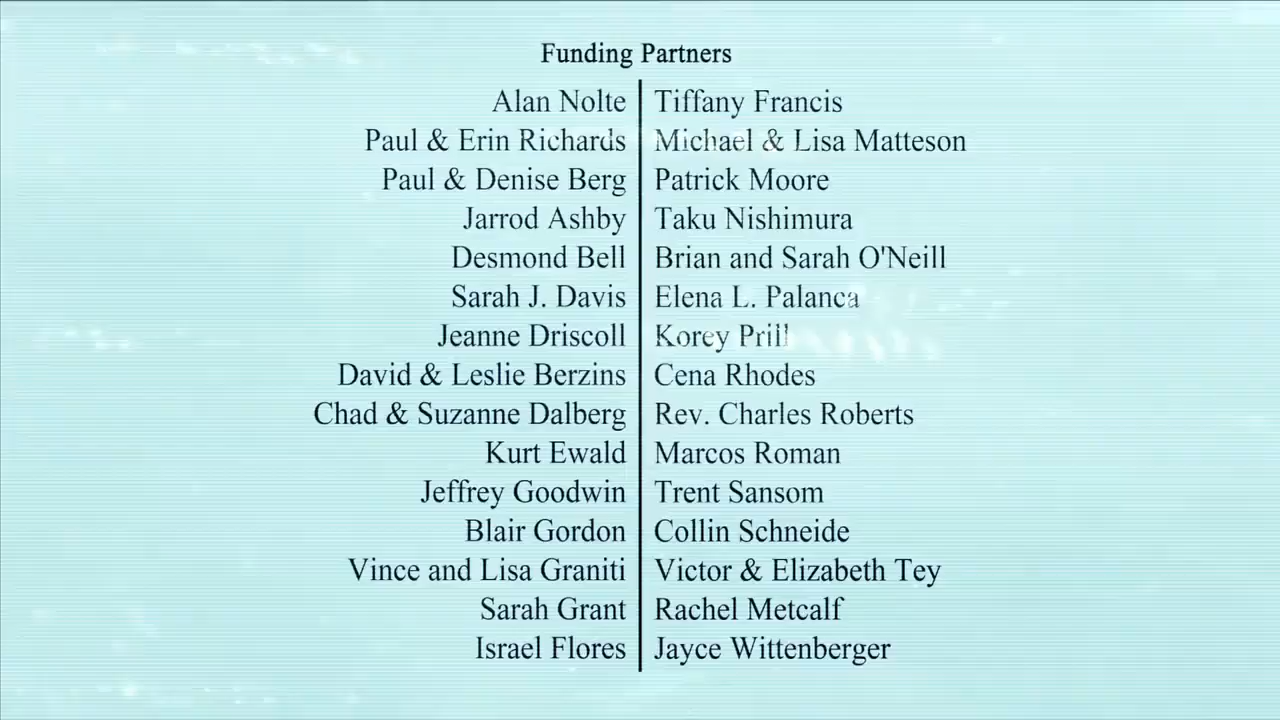 Funding Partners
Alan Nolte
Paul & Erin Richards
Paul & Denise Berg
Jarrod Ashby
Desmond Bell
Sarah J. Davis
Jeanne Driscoll
David & Leslie Berzins
Chad & Suzanne Dalberg
Kurt Ewald
Jeffrey Goodwin
Blair Gordon
Vince and Lisa Graniti
Sarah Grant
Israel Flores
Tiffany Francis
Michael & Lisa Matteson
Patrick Moore
Taku Nishimura
Brian and Sarah O'Neill
Elena L. Palanca
Korey Prill
Cena Rhodes
Rev. Charles Roberts
Marcos Roman
Trent Sansom
Collin Schneide
Victor & Elizabeth Tey
Rachel Metcalf
Jayce Wittenberger